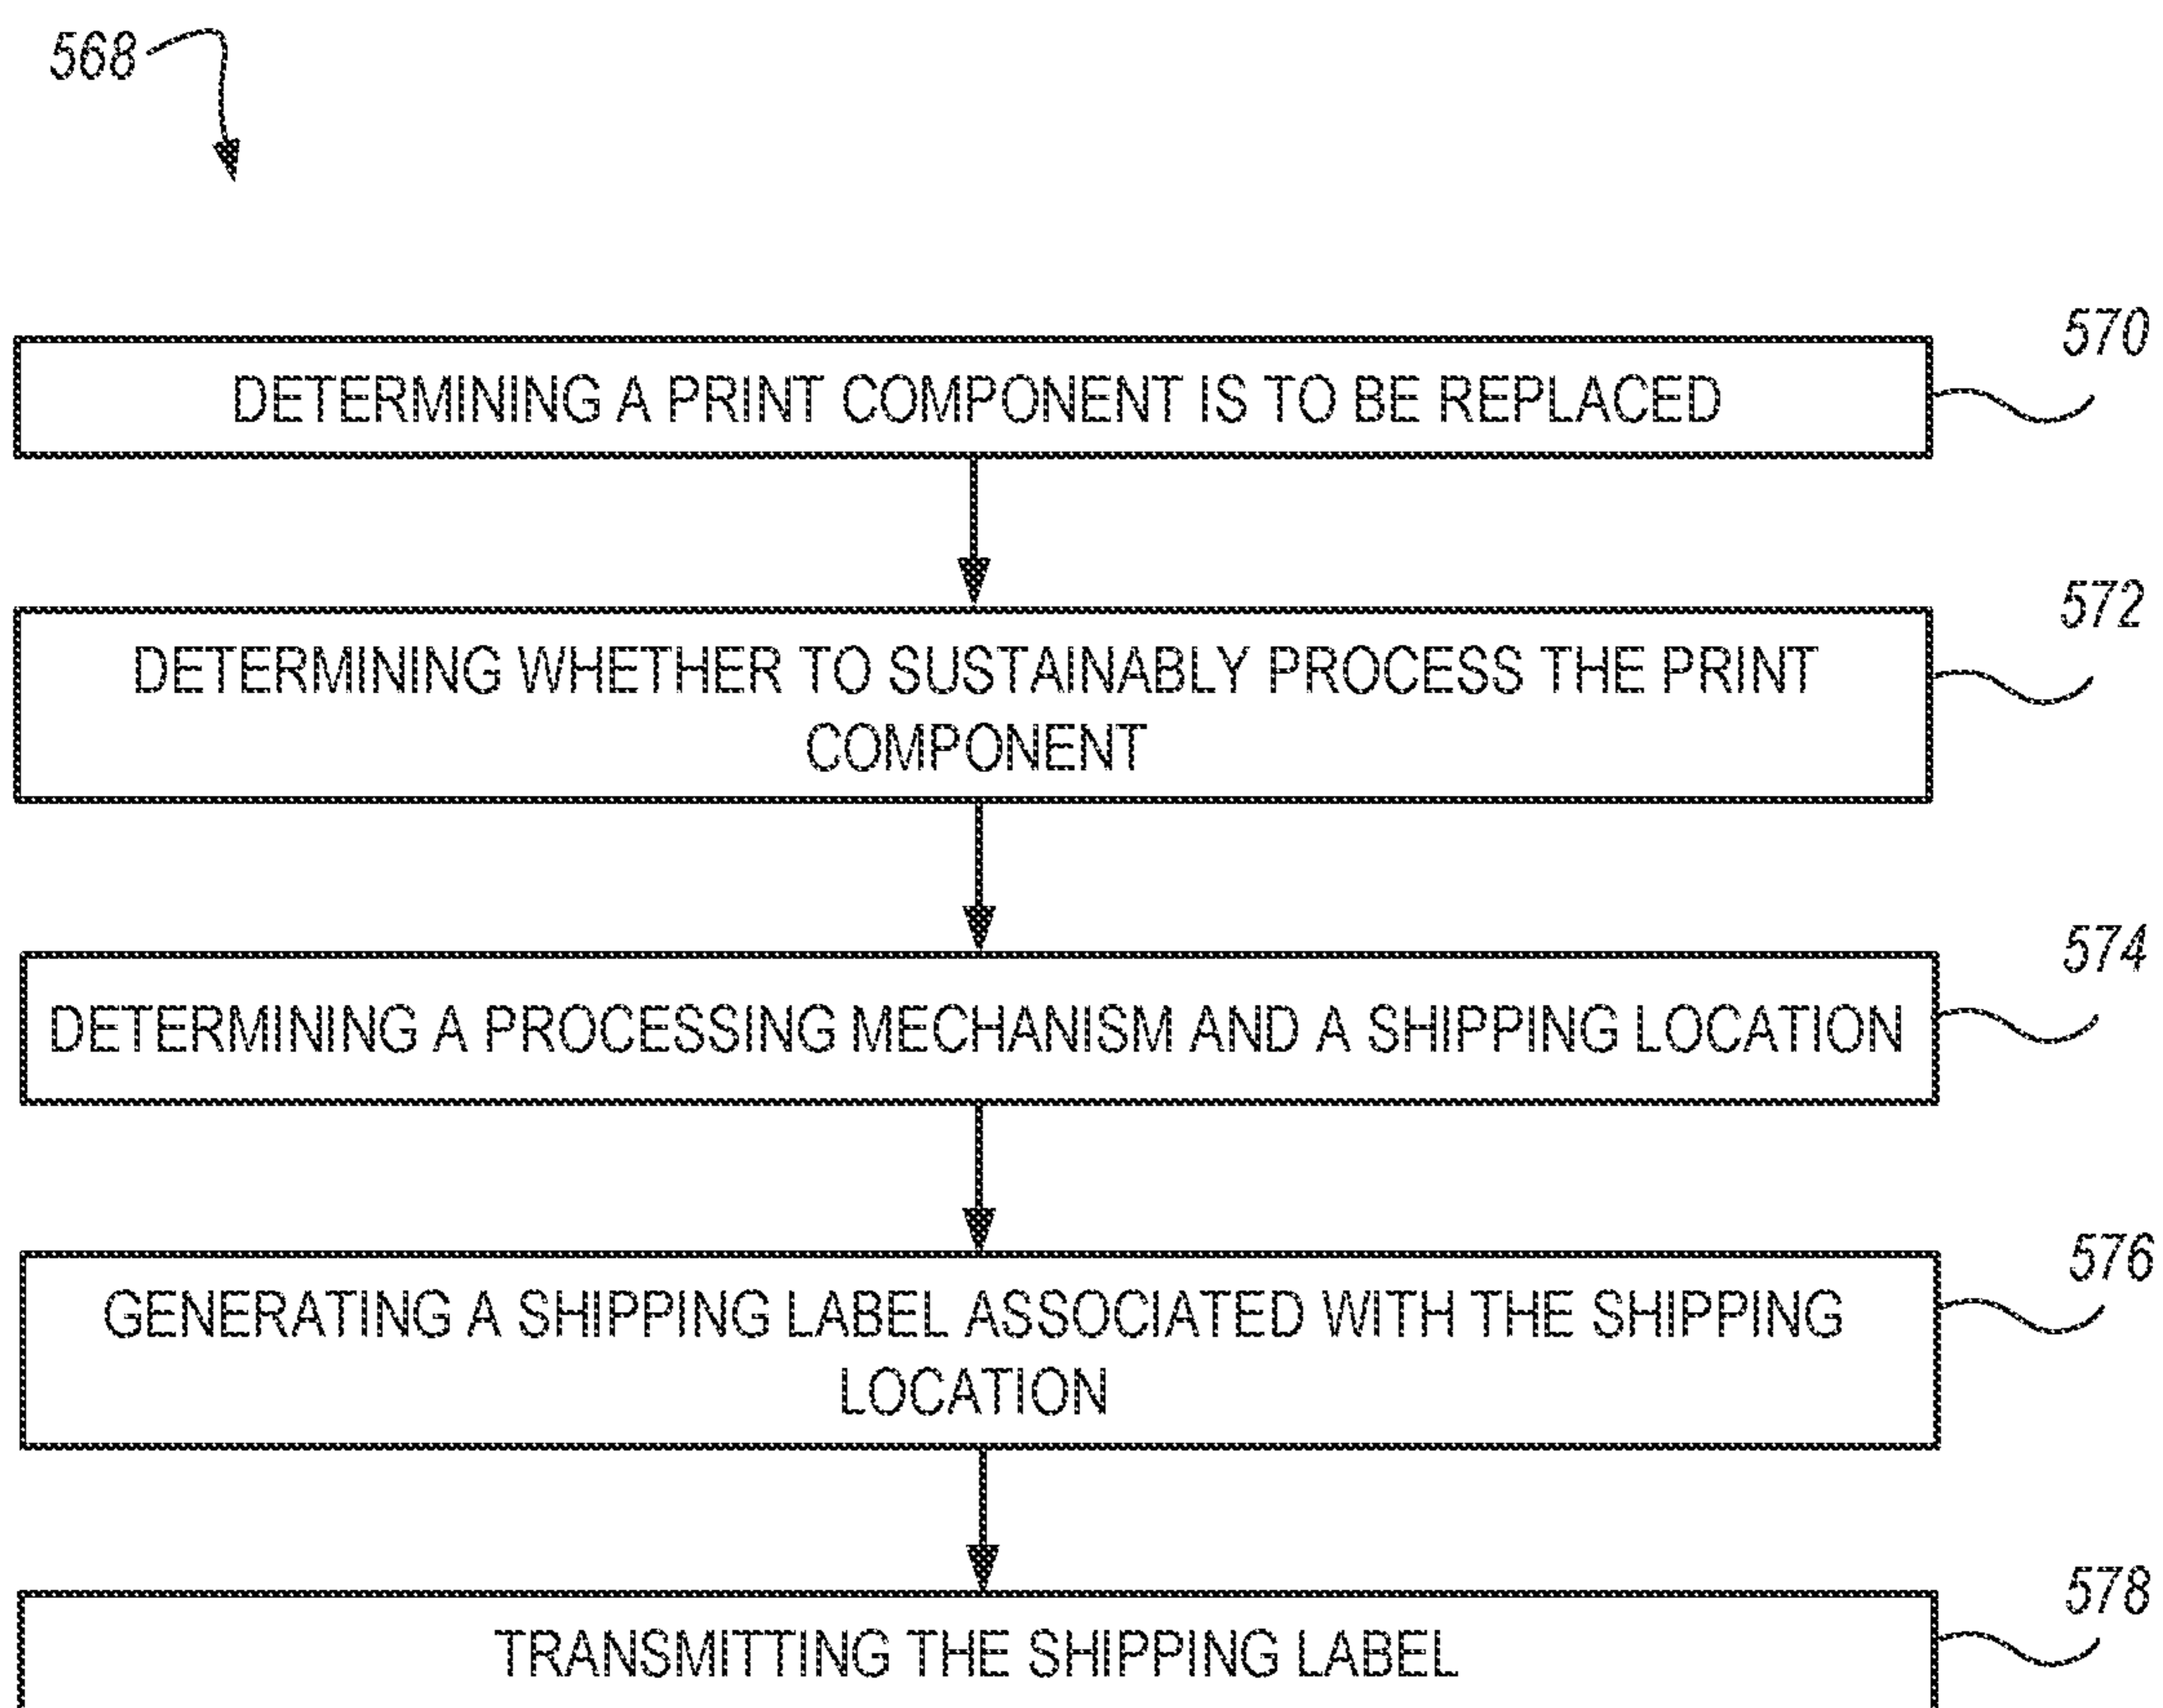 568
570
DETERMINING A PRINT COMPONENT IS TO BE REPLACED
572
DETERMINING WHETHER TO SUSTAINABLY PROCESS THE PRINT
COMPONENT
574
DETERMINING A PROCESSING MECHANISM AND A SHIPPING LOCATION
576
GENERATING A SHIPPING LABEL ASSOCIATED WITH THE SHIPPING
LOCATION
578
TRANSMITTING THE SHIPPING LABEL